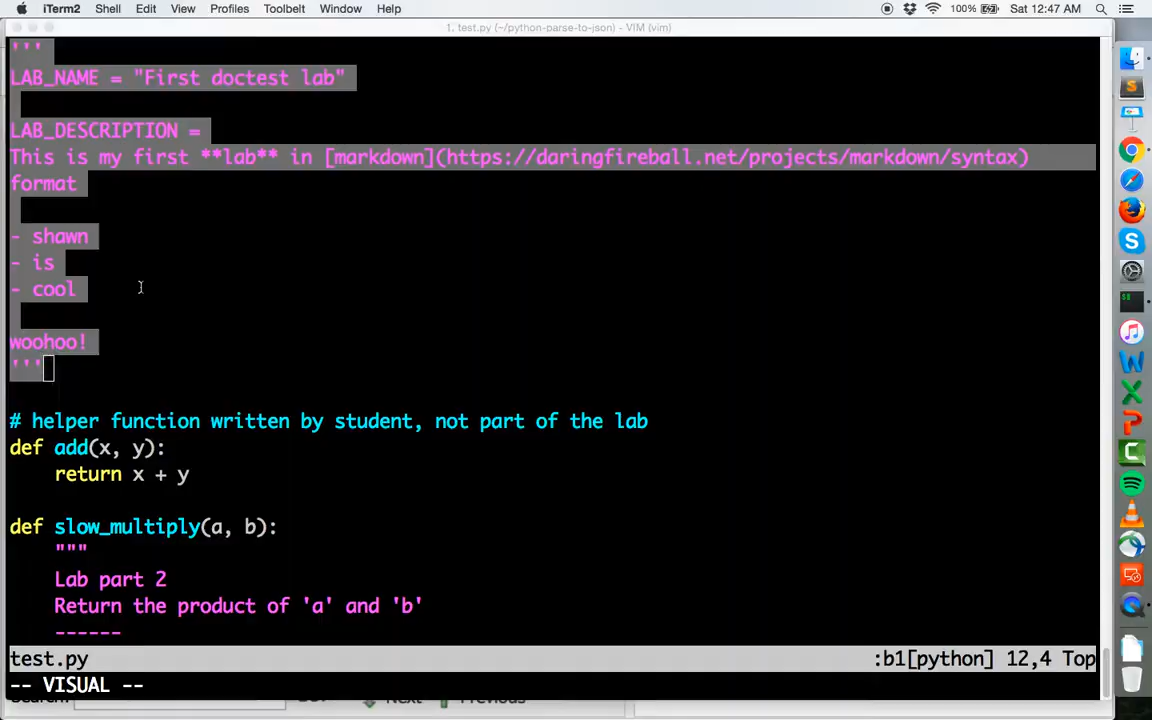 iTerm2 Shell Edit View Profiles Toolbelt Window Help 100% Sat 12:47 AM
1. test.py (~/python-parse-to-json) - VIM (vim)
'''
LAB_NAME = "First doctest lab"
LAB_DESCRIPTION =
This is my first **lab** in [markdown](https://daringfireball.net/projects/markdown/syntax)
format
- shawn
- is
- cool
woohoo!
'''
# helper function written by student, not part of the lab
def add(x, y):
    return x + y
def slow_multiply(a, b):
    """
    Lab part 2
    Return the product of 'a' and 'b'
    ------
test.py :b1[python] 12,4 Top
-- VISUAL --
Next Previous